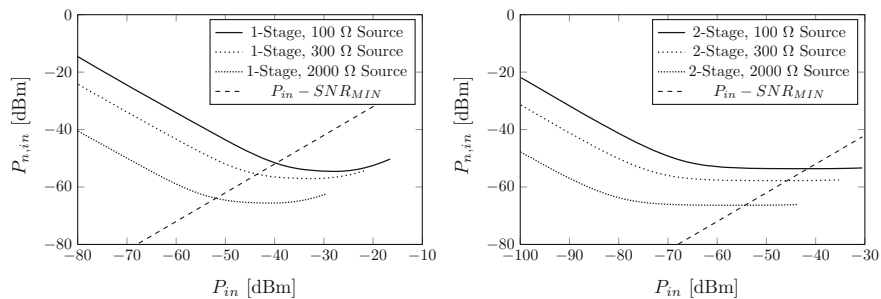 0
−20
−40
−60
−80
P_{n,in} [dBm]
1-Stage, 100 Ω Source
1-Stage, 300 Ω Source
1-Stage, 2000 Ω Source
P_{in} − SNR_{MIN}
−80 −70 −60 −50 −40 −30 −20 −10
P_{in} [dBm]
0
−20
−40
−60
−80
P_{n,in} [dBm]
2-Stage, 100 Ω Source
2-Stage, 300 Ω Source
2-Stage, 2000 Ω Source
P_{in} − SNR_{MIN}
−100 −90 −80 −70 −60 −50 −40 −30
P_{in} [dBm]